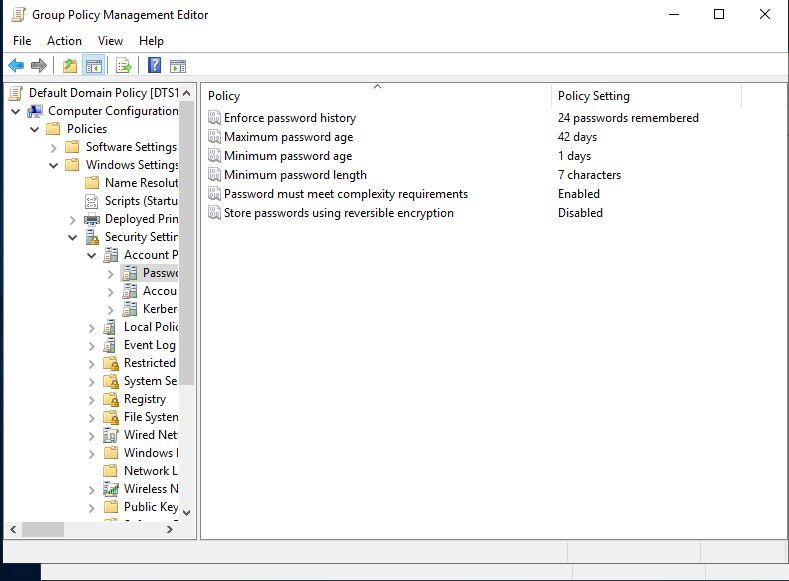 Group Policy Management Editor
File Action View Help
Default Domain Policy [DTS1
Computer Configuration
Policies
Software Settings
Windows Settings
Name Resolut
Scripts (Startu
Deployed Prin
Security Settin
Account P
Passwo
Accou
Kerber
Local Polic
Event Log
Restricted
System Se
Registry
File System
Wired Net
Windows
Network L
Wireless N
Public Key
Policy Policy Setting
Enforce password history 24 passwords remembered
Maximum password age 42 days
Minimum password age 1 days
Minimum password length 7 characters
Password must meet complexity requirements Enabled
Store passwords using reversible encryption Disabled